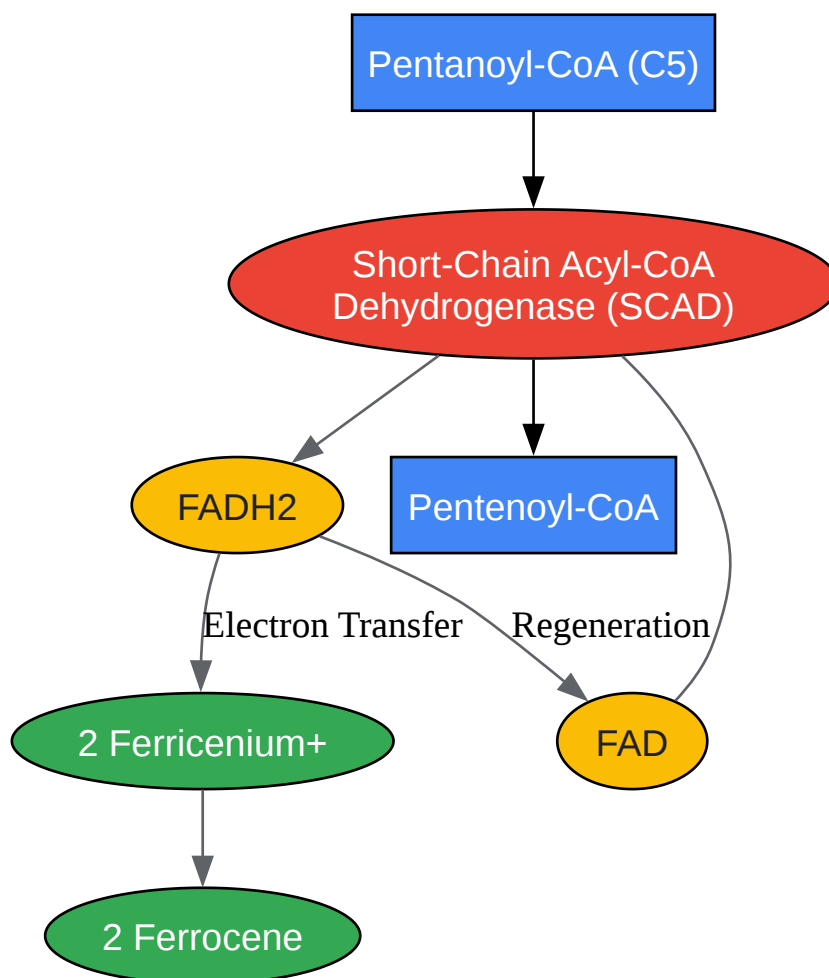 Pentanoyl-CoA (C5)
Short-Chain Acyl-CoA
Dehydrogenase (SCAD)
Pentenoyl-CoA
FADH2
Electron Transfer
Regeneration
2 Ferricenium+
FAD
2 Ferrocene